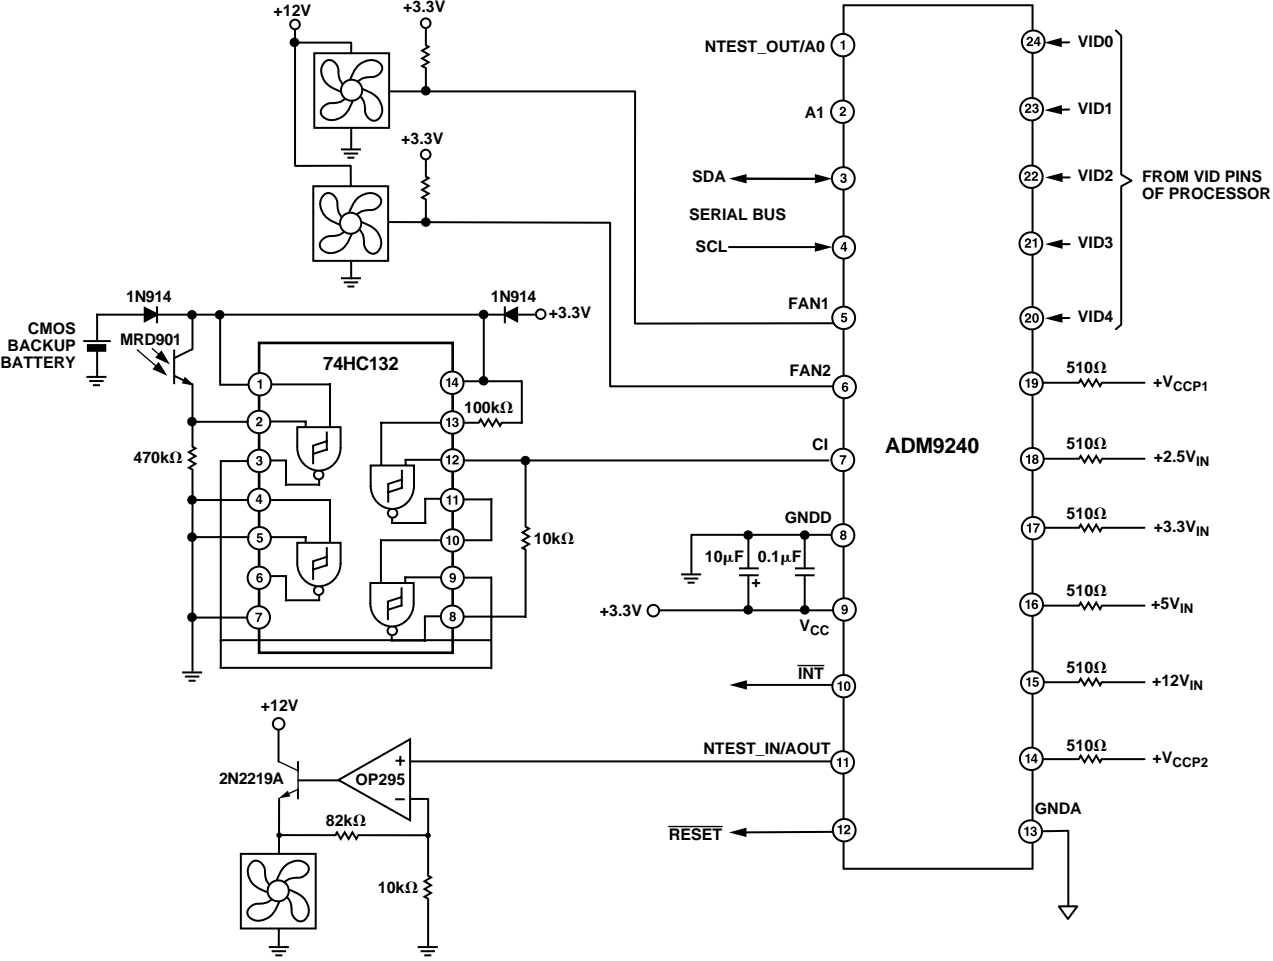 +12V
+3.3V
+3.3V
1N914
CMOS
BACKUP
BATTERY
MRD901
1N914
+3.3V
74HC132
1
2
3
4
5
6
7
14
13
12
11
10
9
8
100kΩ
470kΩ
10kΩ
+12V
2N2219A
OP295
+
−
82kΩ
10kΩ
NTEST_OUT/A0
1
A1
2
SDA
3
SERIAL BUS
SCL
4
FAN1
5
FAN2
6
CI
7
GNDD
8
10µF
0.1µF
+
+3.3V
9
VCC
INT
10
NTEST_IN/AOUT
11
RESET
12
ADM9240
24
VID0
23
VID1
22
VID2
21
VID3
20
VID4
FROM VID PINS
OF PROCESSOR
19
510Ω
+VCCP1
18
510Ω
+2.5VIN
17
510Ω
+3.3VIN
16
510Ω
+5VIN
15
510Ω
+12VIN
14
510Ω
+VCCP2
GNDA
13